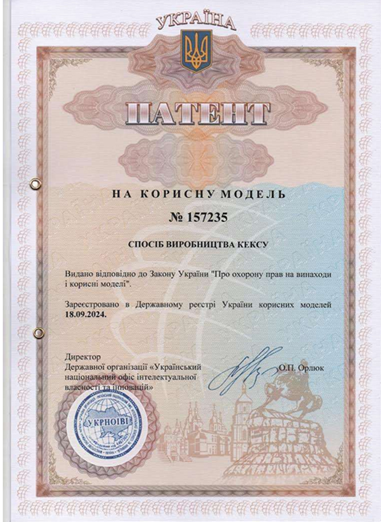 УКРАЇНА
ПАТЕНТ
НА КОРИСНУ МОДЕЛЬ
№ 157235
СПОСІБ ВИРОБНИЦТВА КЕКСУ
Видано відповідно до Закону України "Про охорону прав на винаходи
і корисні моделі".
Зареєстровано в Державному реєстрі України корисних моделей
18.09.2024.
Директор
Державної організації «Український
національний офіс інтелектуальної
власності та інновацій»
О.П. Орлюк
УКРНОІВІ